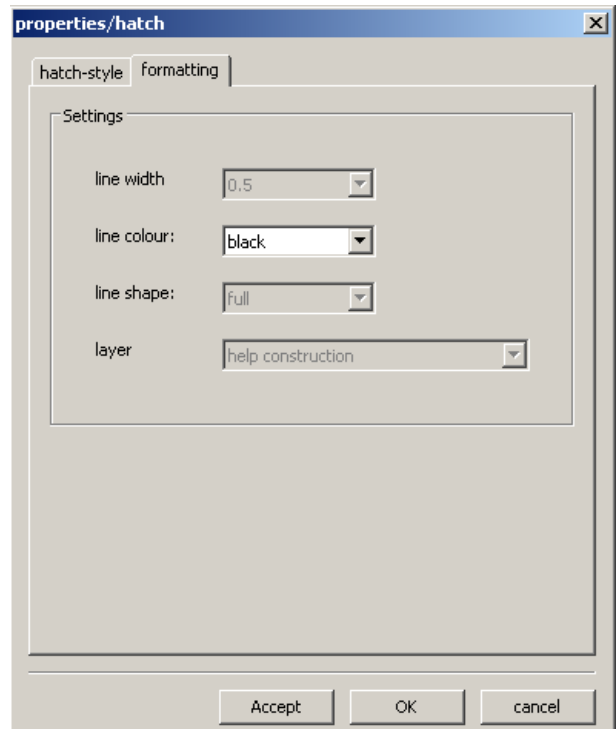 properties/hatch
hatch-style formatting
Settings
line width 0.5
line colour: black
line shape: full
layer help construction
Accept OK cancel